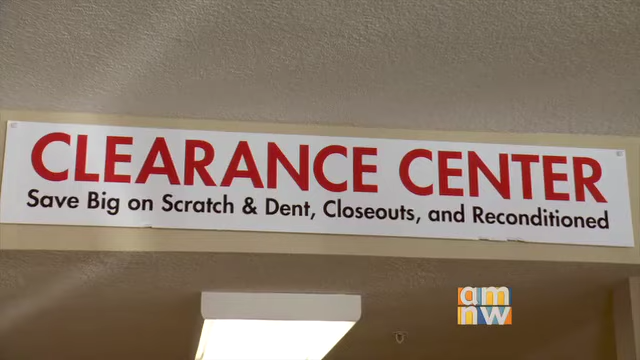 CLEARANCE CENTER
Save Big on Scratch & Dent, Closeouts, and Reconditioned
am
nw